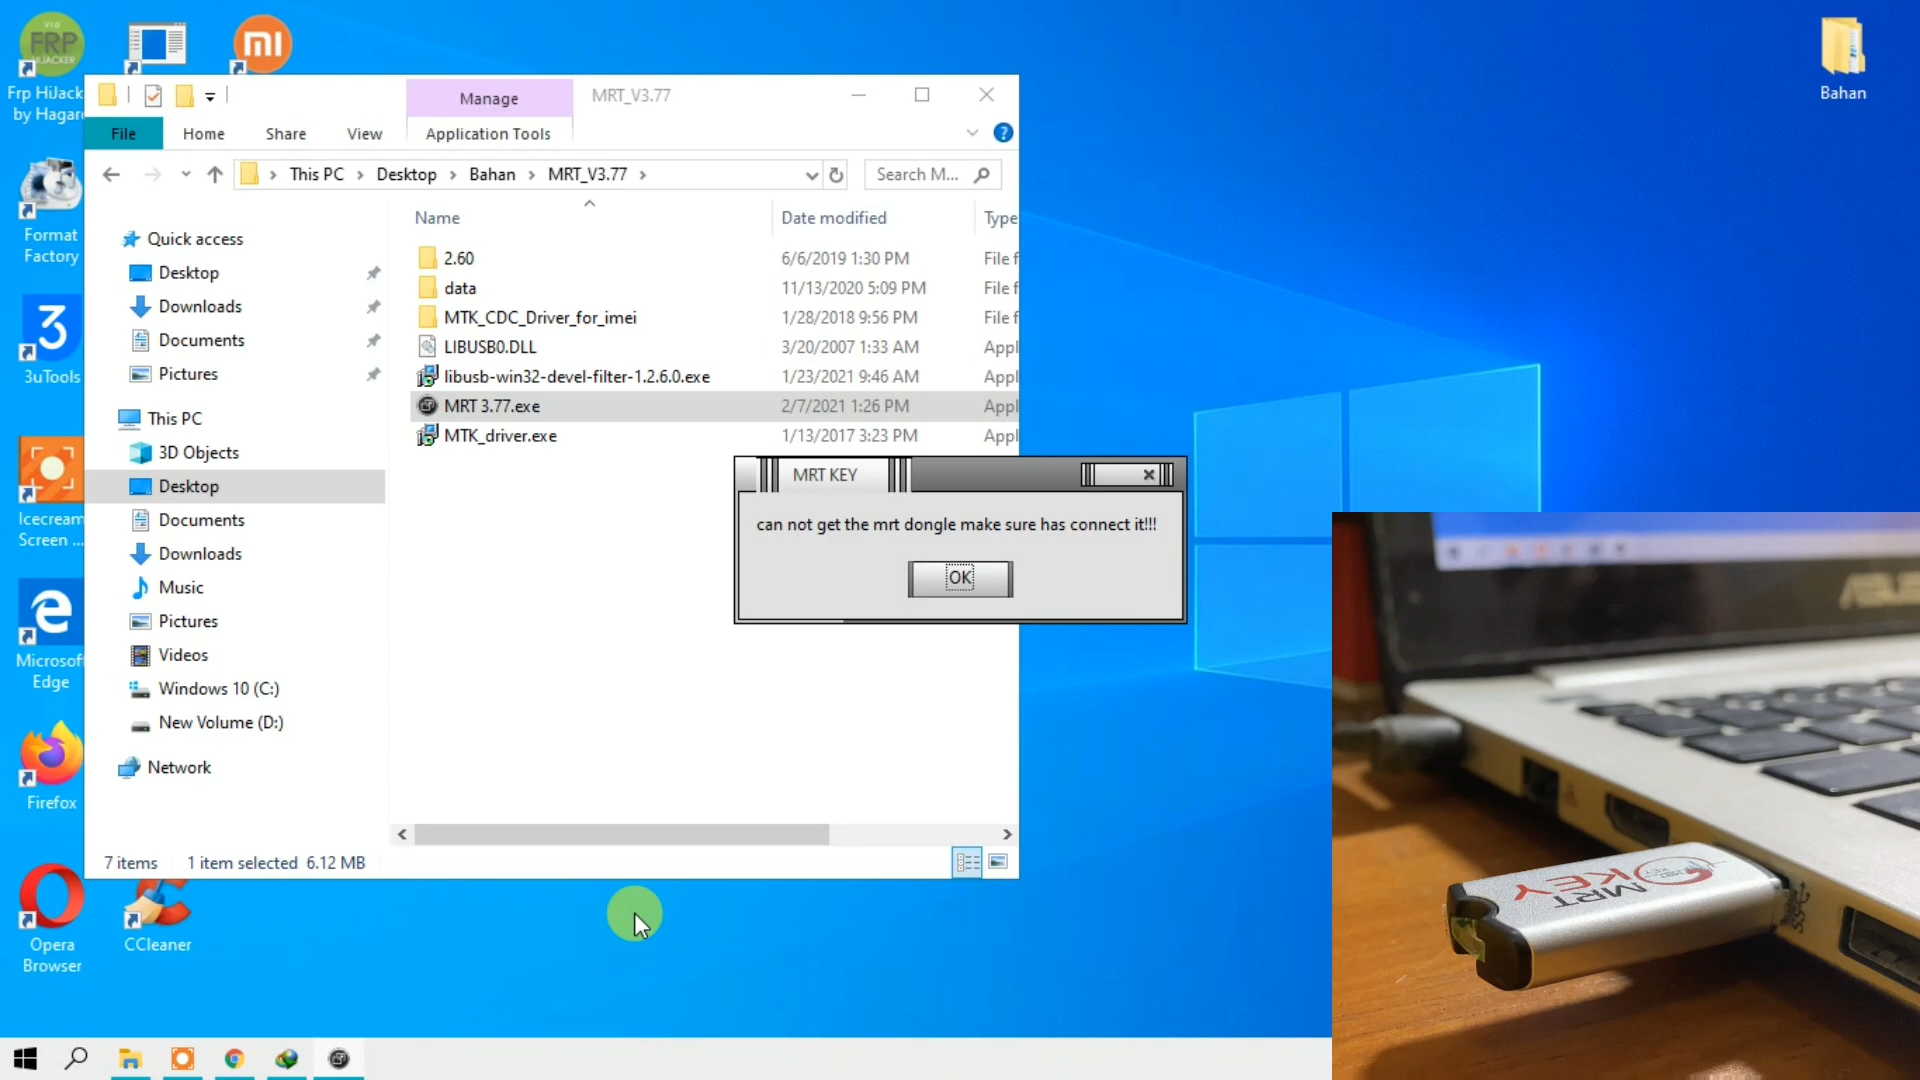 V1.0
FRP
HIJACKER
Frp HiJack
by Hagard
Format
Factory
3uTools
Icecream
Screen ...
Microsoft
Edge
Firefox
Opera
Browser
CCleaner
Bahan
Manage
MRT_V3.77
File
Home
Share
View
Application Tools
This PC
Desktop
Bahan
MRT_V3.77
Search M...
Name
Date modified
Type
2.60
6/6/2019 1:30 PM
File f
data
11/13/2020 5:09 PM
File f
MTK_CDC_Driver_for_imei
1/28/2018 9:56 PM
File f
LIBUSB0.DLL
3/20/2007 1:33 AM
Appl
libusb-win32-devel-filter-1.2.6.0.exe
1/23/2021 9:46 AM
Appl
MRT 3.77.exe
2/7/2021 1:26 PM
Appl
MTK_driver.exe
1/13/2017 3:23 PM
Appl
Quick access
Desktop
Downloads
Documents
Pictures
This PC
3D Objects
Desktop
Documents
Downloads
Music
Pictures
Videos
Windows 10 (C:)
New Volume (D:)
Network
7 items
1 item selected 6.12 MB
MRT KEY
can not get the mrt dongle make sure has connect it!!!
OK
ASUS
MRT
KEY